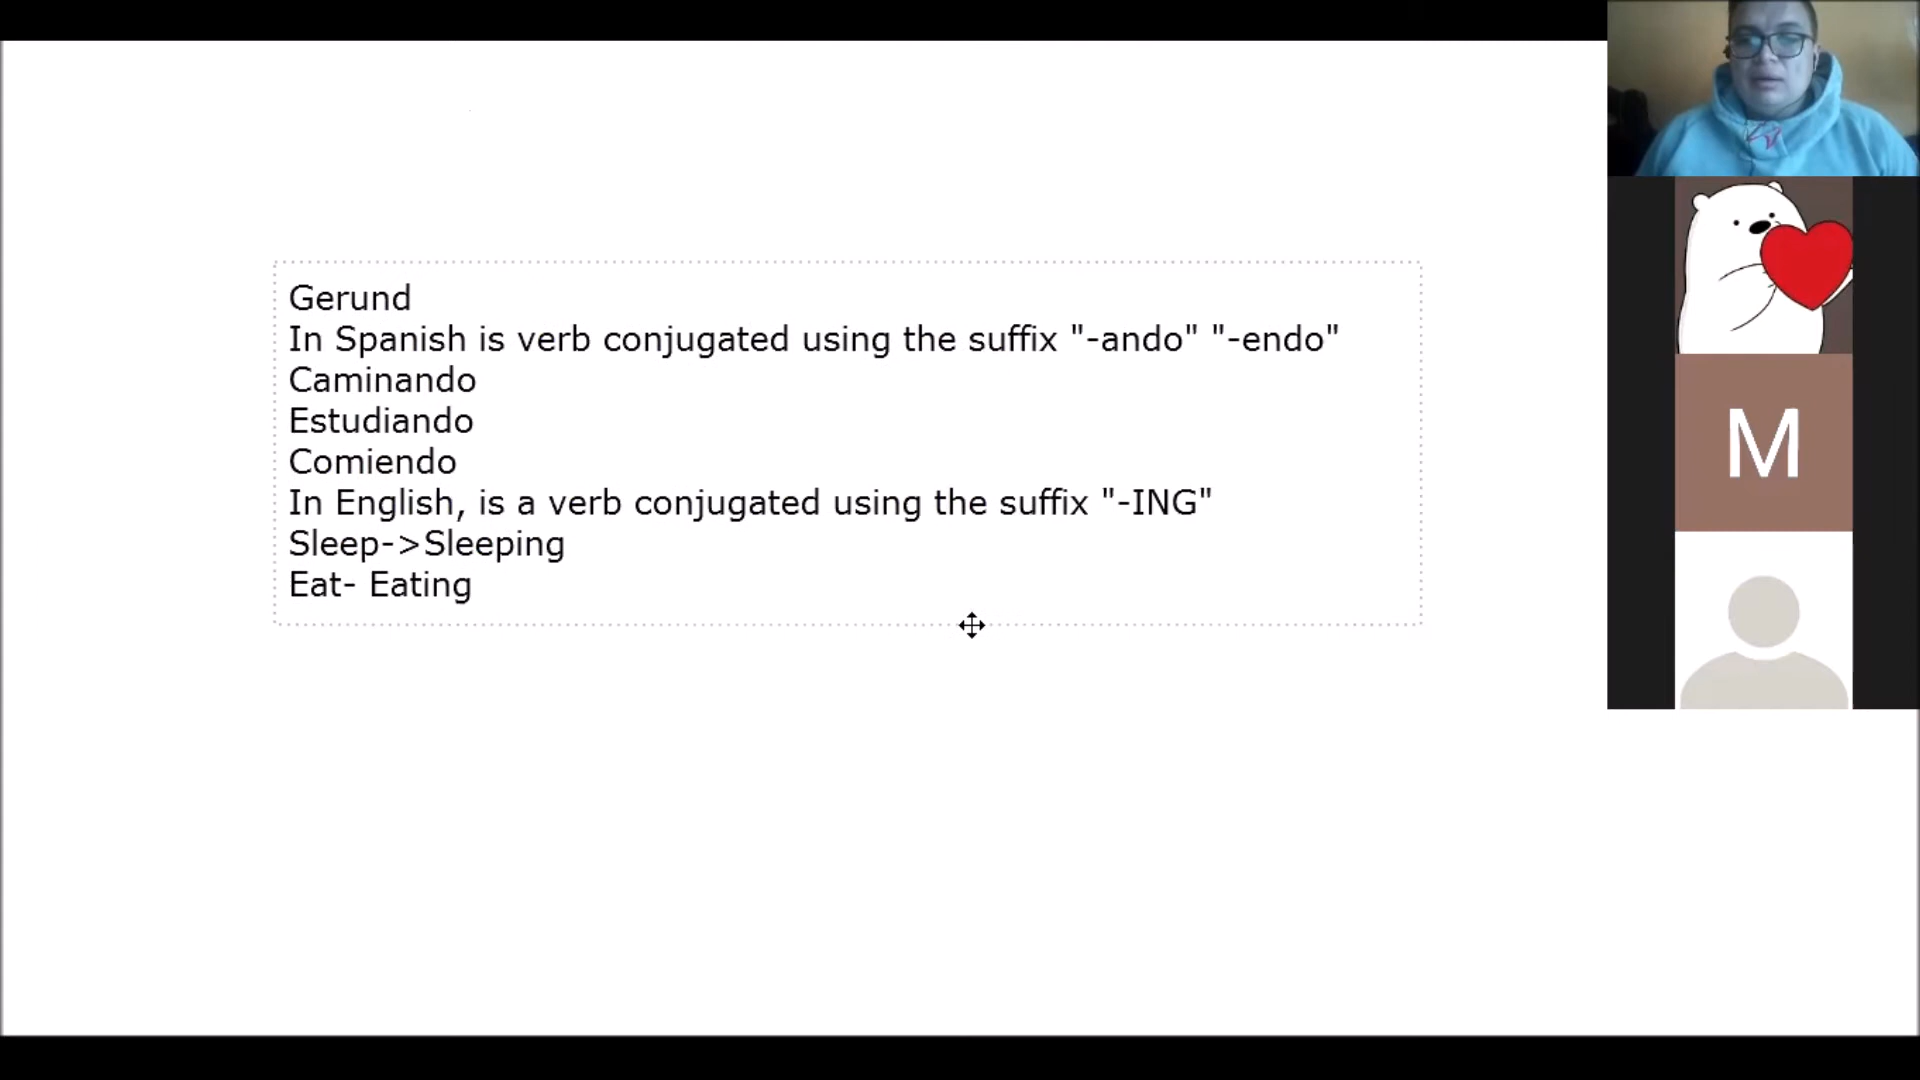 Gerund
In Spanish is verb conjugated using the suffix "-ando" "-endo"
Caminando
Estudiando
Comiendo
In English, is a verb conjugated using the suffix "-ING"
Sleep->Sleeping
Eat- Eating
M